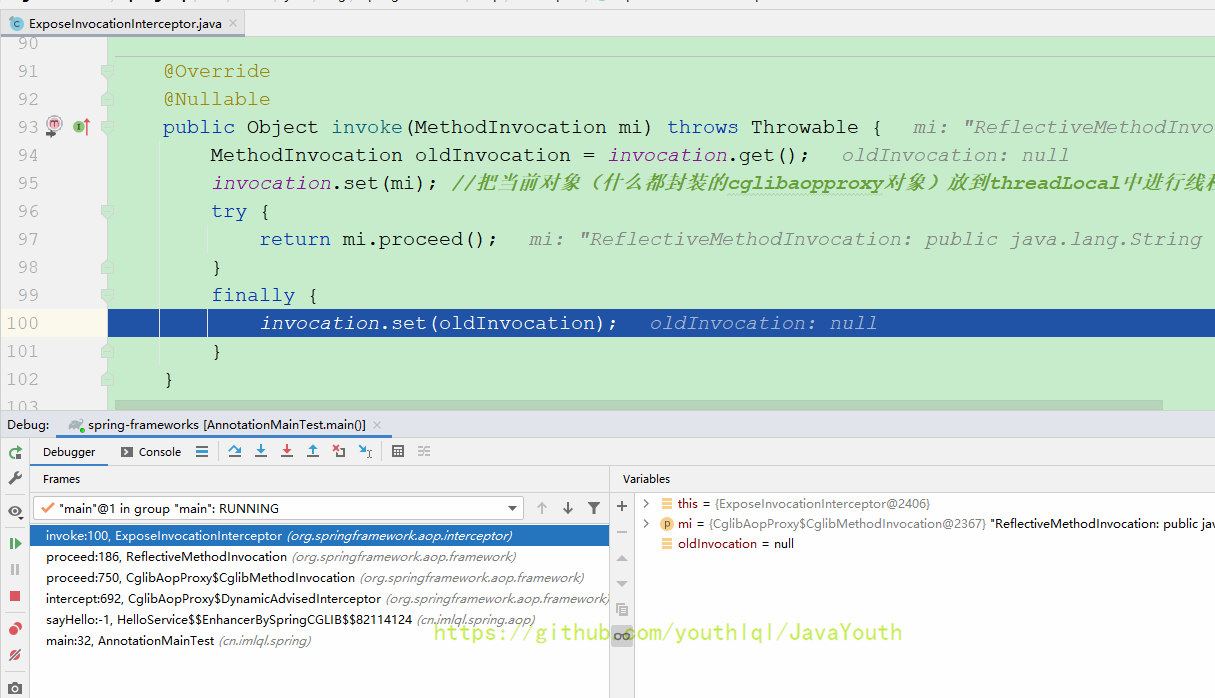 ExposeInvocationInterceptor.java
90
91 @Override
92 @Nullable
93 public Object invoke(MethodInvocation mi) throws Throwable { mi: "ReflectiveMethodInvo
94 MethodInvocation oldInvocation = invocation.get(); oldInvocation: null
95 invocation.set(mi); //把当前对象（什么都封装的cglibaopproxy对象）放到threadLocal中进行线
96 try {
97 return mi.proceed(); mi: "ReflectiveMethodInvocation: public java.lang.String
98 }
99 finally {
100 invocation.set(oldInvocation); oldInvocation: null
101 }
102 }
103
Debug: spring-frameworks [AnnotationMainTest.main()]
Debugger Console
Frames Variables
"main"@1 in group "main": RUNNING
invoke:100, ExposeInvocationInterceptor (org.springframework.aop.interceptor)
proceed:186, ReflectiveMethodInvocation (org.springframework.aop.framework)
proceed:750, CglibAopProxy$CglibMethodInvocation (org.springframework.aop.framework)
intercept:692, CglibAopProxy$DynamicAdvisedInterceptor (org.springframework.aop.framework)
sayHello:-1, HelloService$$EnhancerBySpringCGLIB$$82114124 (cn.imlql.spring.aop)
main:32, AnnotationMainTest (cn.imlql.spring)
this = {ExposeInvocationInterceptor@2406}
mi = {CglibAopProxy$CglibMethodInvocation@2367} "ReflectiveMethodInvocation: public jav
oldInvocation = null
https://github.com/youthlql/JavaYouth